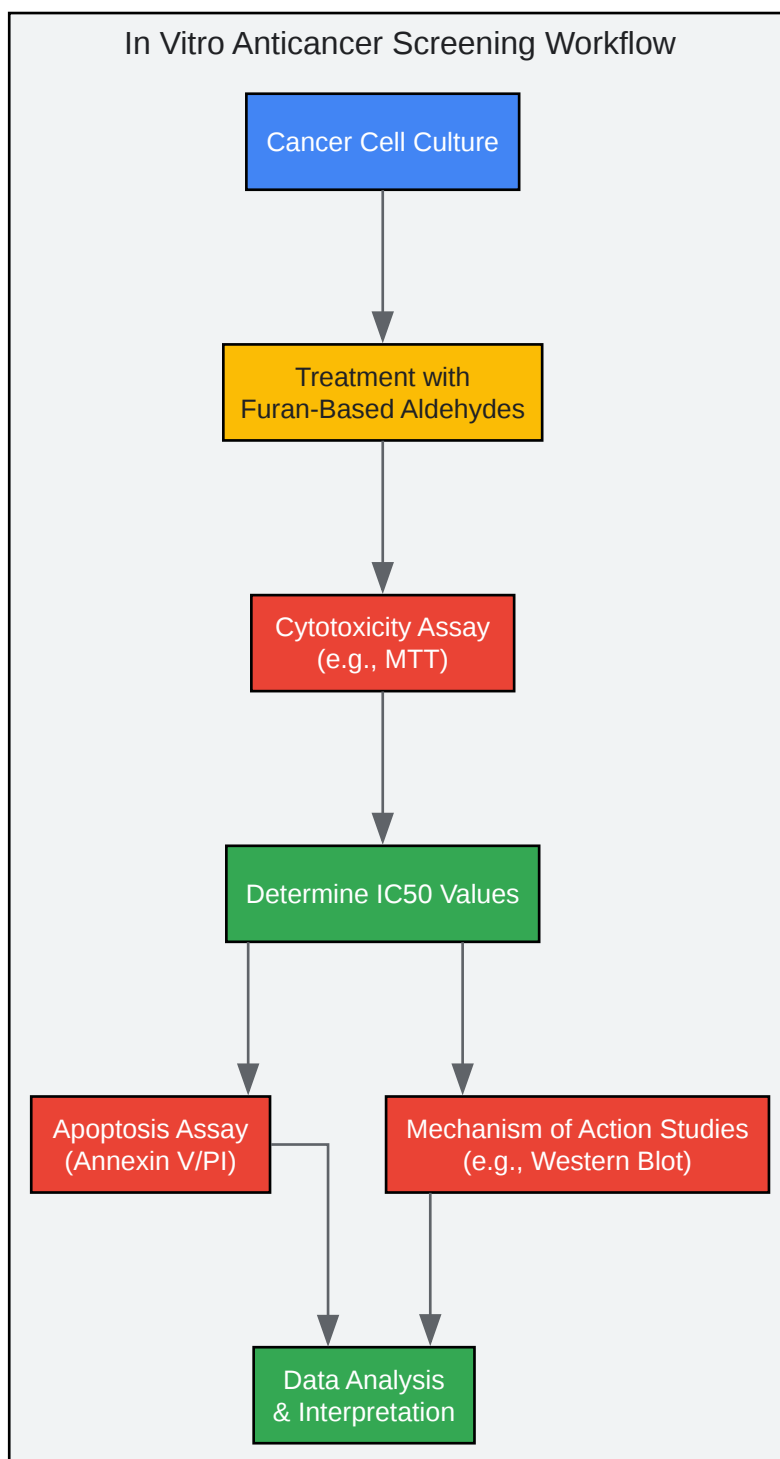 In Vitro Anticancer Screening Workflow
Cancer Cell Culture
Treatment with
Furan-Based Aldehydes
Cytotoxicity Assay
(e.g., MTT)
Determine IC50 Values
Apoptosis Assay
(Annexin V/PI)
Mechanism of Action Studies
(e.g., Western Blot)
Data Analysis
& Interpretation